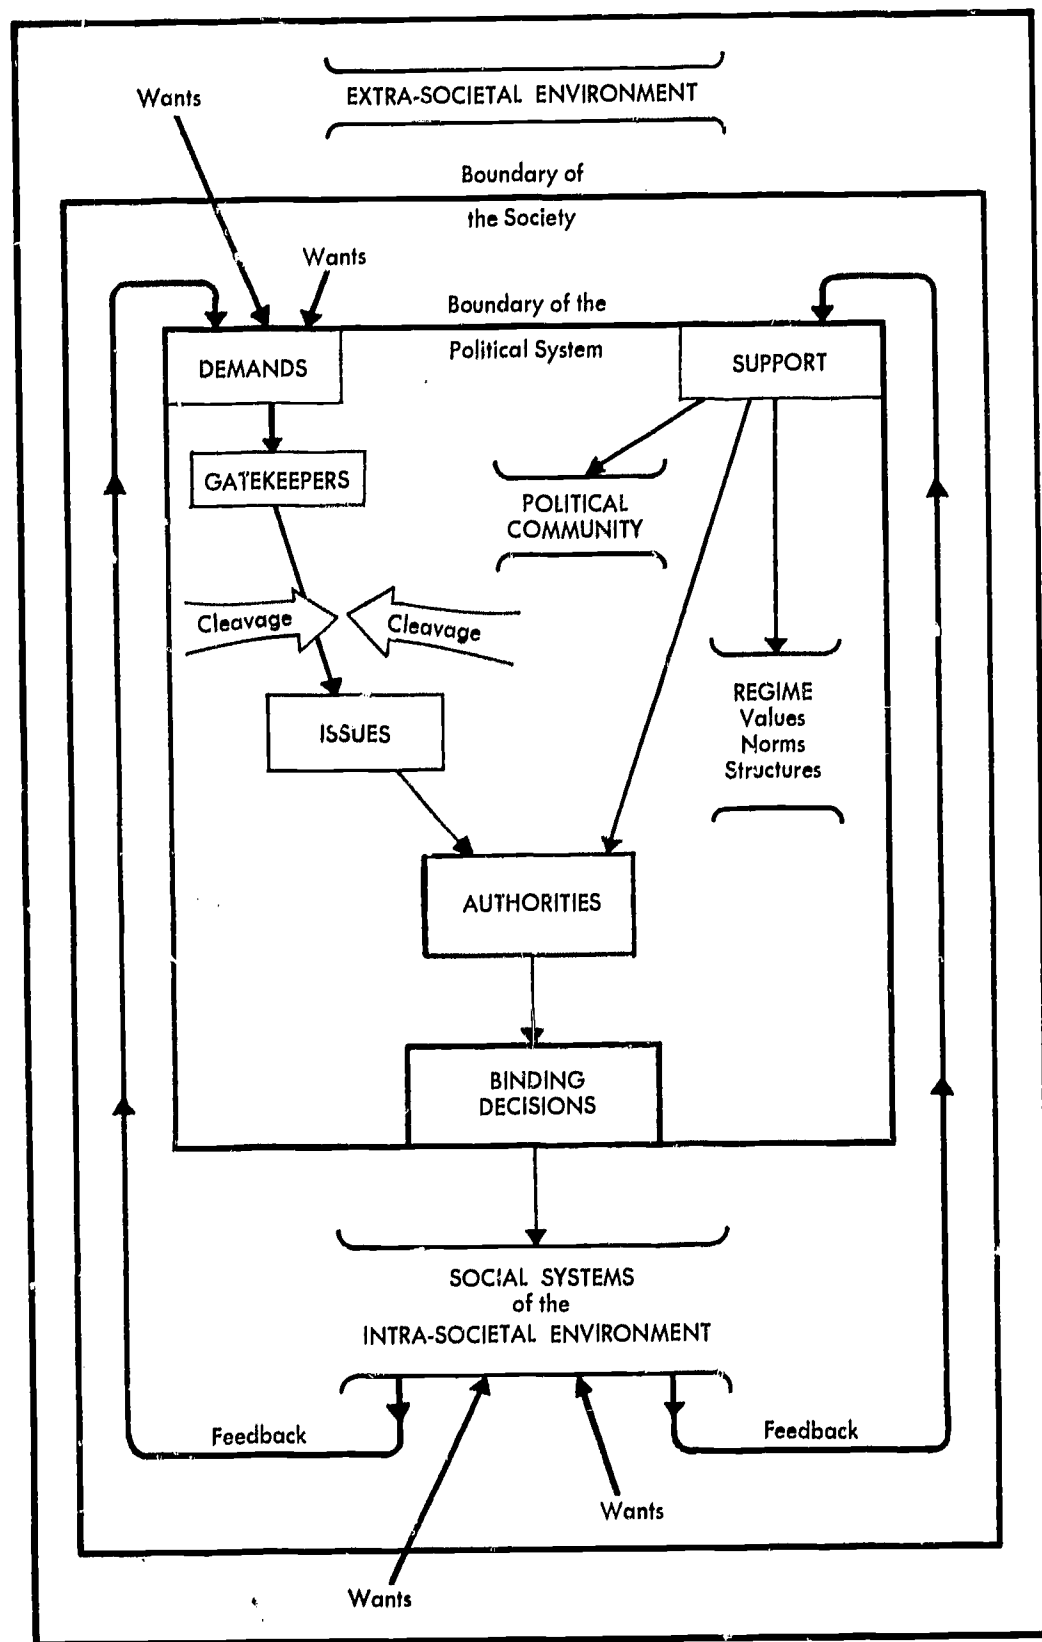 Wants
EXTRA-SOCIETAL ENVIRONMENT
Boundary of
the Society
Wants
Boundary of the
Political System
DEMANDS
SUPPORT
GATEKEEPERS
POLITICAL
COMMUNITY
Cleavage
Cleavage
REGIME
Values
Norms
Structures
ISSUES
AUTHORITIES
BINDING
DECISIONS
SOCIAL SYSTEMS
of the
INTRA-SOCIETAL ENVIRONMENT
Feedback
Feedback
Wants
Wants